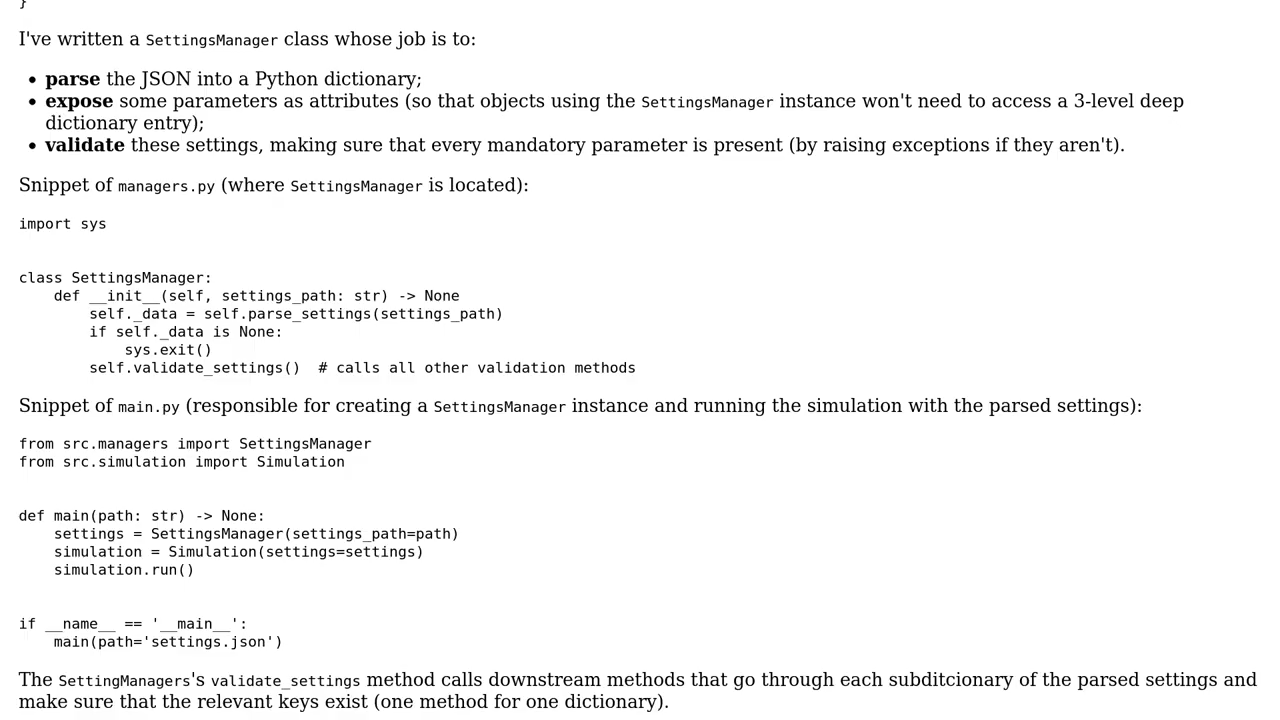 }
I've written a SettingsManager class whose job is to:
• parse the JSON into a Python dictionary;
• expose some parameters as attributes (so that objects using the SettingsManager instance won't need to access a 3-level deep
dictionary entry);
• validate these settings, making sure that every mandatory parameter is present (by raising exceptions if they aren't).
Snippet of managers.py (where SettingsManager is located):
import sys
class SettingsManager:
    def __init__(self, settings_path: str) -> None
        self._data = self.parse_settings(settings_path)
        if self._data is None:
            sys.exit()
        self.validate_settings()  # calls all other validation methods
Snippet of main.py (responsible for creating a SettingsManager instance and running the simulation with the parsed settings):
from src.managers import SettingsManager
from src.simulation import Simulation
def main(path: str) -> None:
    settings = SettingsManager(settings_path=path)
    simulation = Simulation(settings=settings)
    simulation.run()
if __name__ == '__main__':
    main(path='settings.json')
The SettingManagers's validate_settings method calls downstream methods that go through each subditcionary of the parsed settings and
make sure that the relevant keys exist (one method for one dictionary).